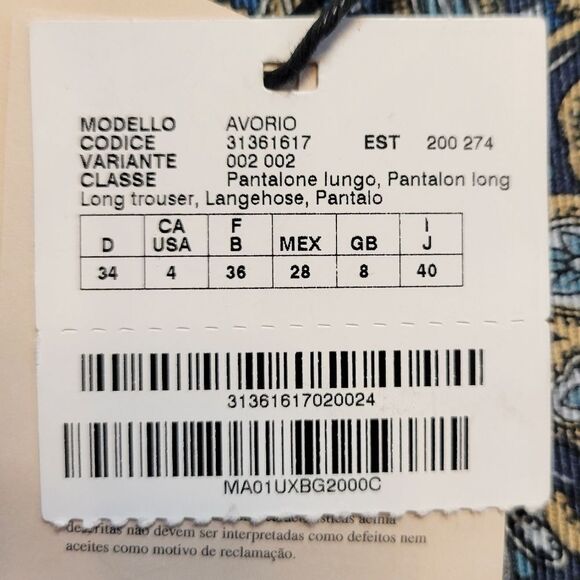 MODELLO AVORIO
CODICE 31361617 EST 200 274
VARIANTE 002 002
CLASSE Pantalone lungo, Pantalon long
Long trouser, Langehose, Pantalo
D CA USA F B MEX GB I J
34 4 36 28 8 40
31361617020024
MA01UXBG2000C
acima
descritas não devem ser interpretadas como defeitos nem
aceites como motivo de reclamação.